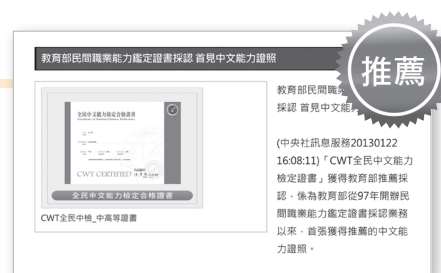 教育部民間職業能力鑑定證書採認 首見中文能力證照
推薦
全民中文能力檢定合格證書
CWT CERTIFIED
全民中文能力檢定合格證書
CWT全民中檢_中高等證書
教育部民間職
採認 首見中文能
(中央社訊息服務20130122
16:08:11)「CWT全民中文能力
檢定證書」獲得教育部推薦採
認，係為教育部從97年開辦民
間職業能力鑑定證書採認業務
以來，首張獲得推薦的中文能
力證照。